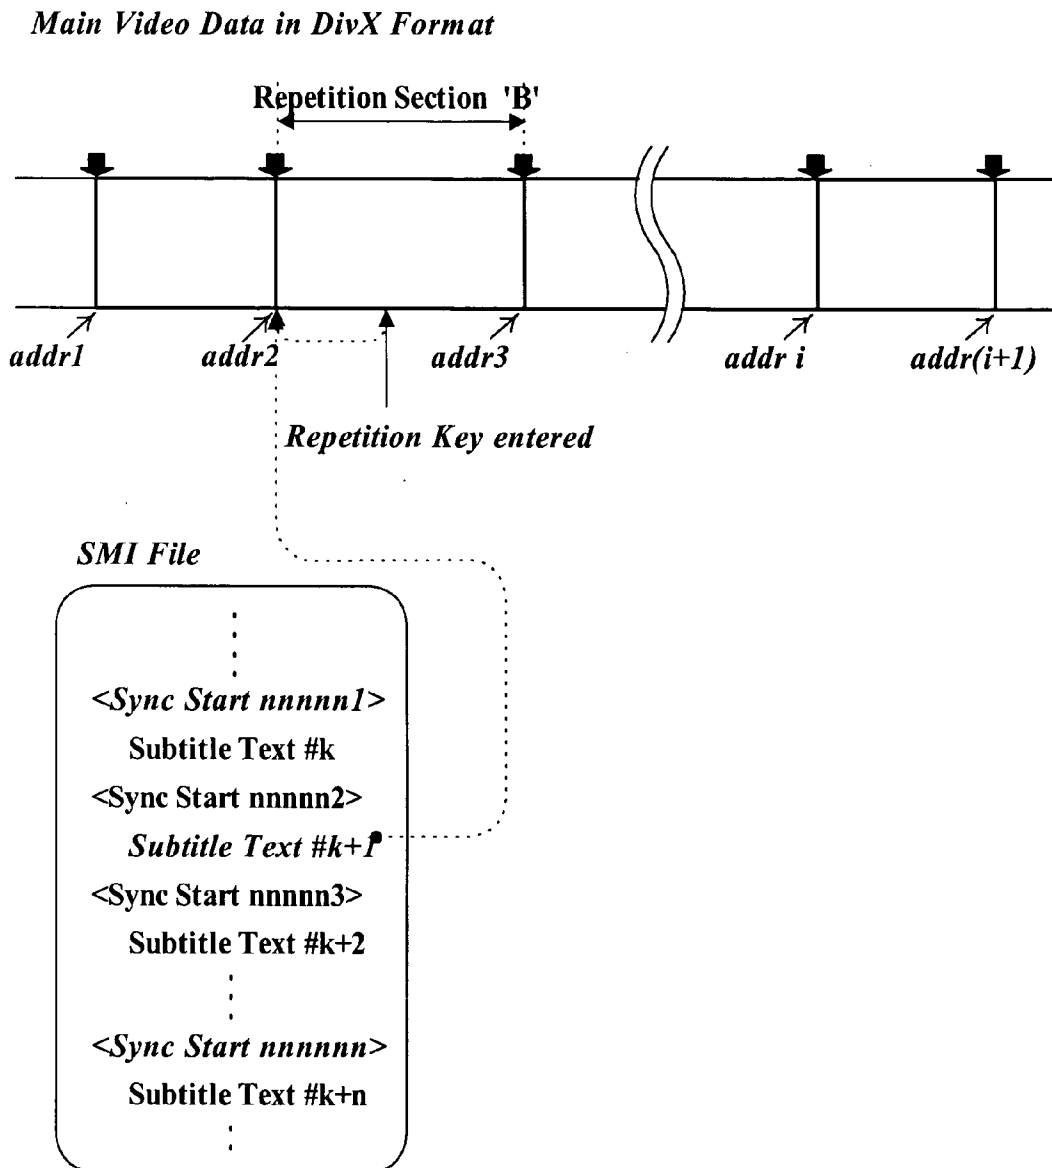 Main Video Data in DivX Format
Repetition Section 'B'
addr1
addr2
addr3
addr i
addr(i+1)
Repetition Key entered
SMI File
<Sync Start nnnnn1>
Subtitle Text #k
<Sync Start nnnnn2>
Subtitle Text #k+1
<Sync Start nnnnn3>
Subtitle Text #k+2
<Sync Start nnnnnn>
Subtitle Text #k+n